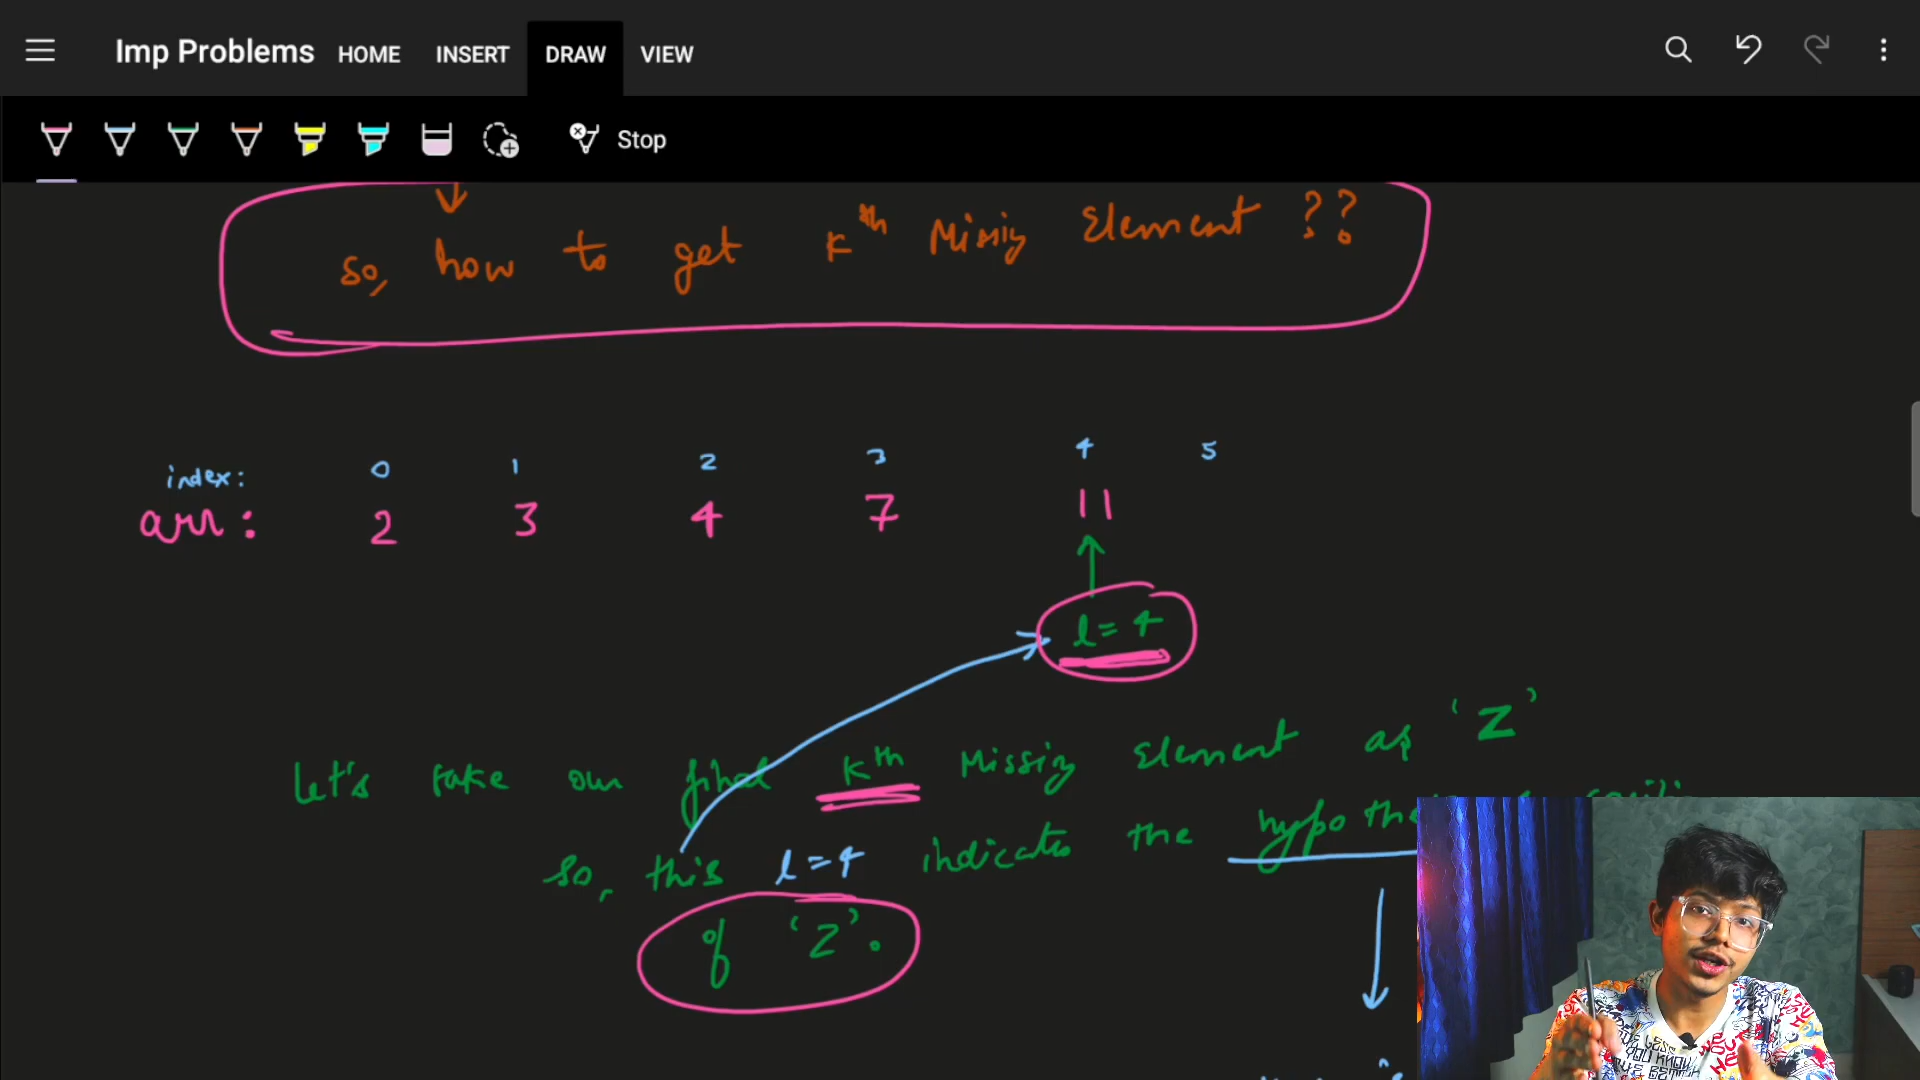 Imp Problems HOME INSERT DRAW VIEW
Stop
so, how to get Kth Missing Element ??
index: 0 1 2 3 4 5
arr: 2 3 4 7 11
l = 4
Let's take our final Kth Missing Element as 'Z'
so, this l = 4 indicates the
of 'Z'.